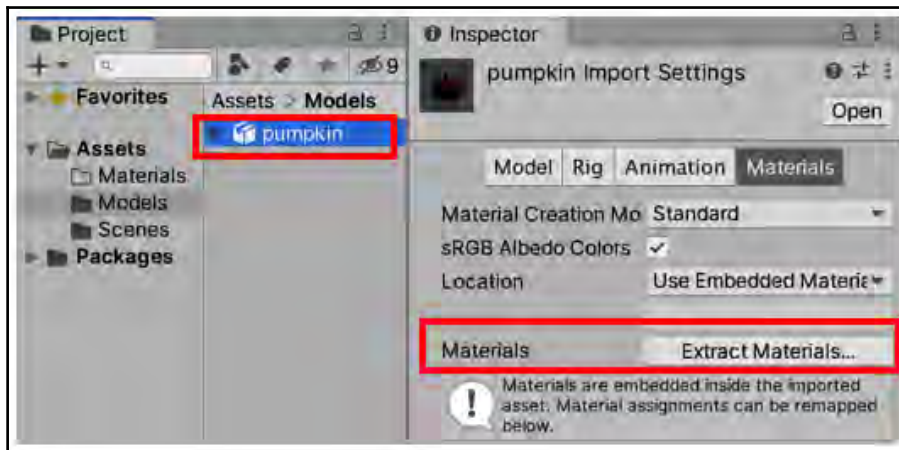 Project
9
Favorites
Assets > Models
pumpkin
Assets
Materials
Models
Scenes
Packages
Inspector
pumpkin Import Settings
Open
Model Rig Animation Materials
Material Creation Mo Standard
sRGB Albedo Colors
Location Use Embedded Materia
Materials Extract Materials...
Materials are embedded inside the imported
asset. Material assignments can be remapped
below.